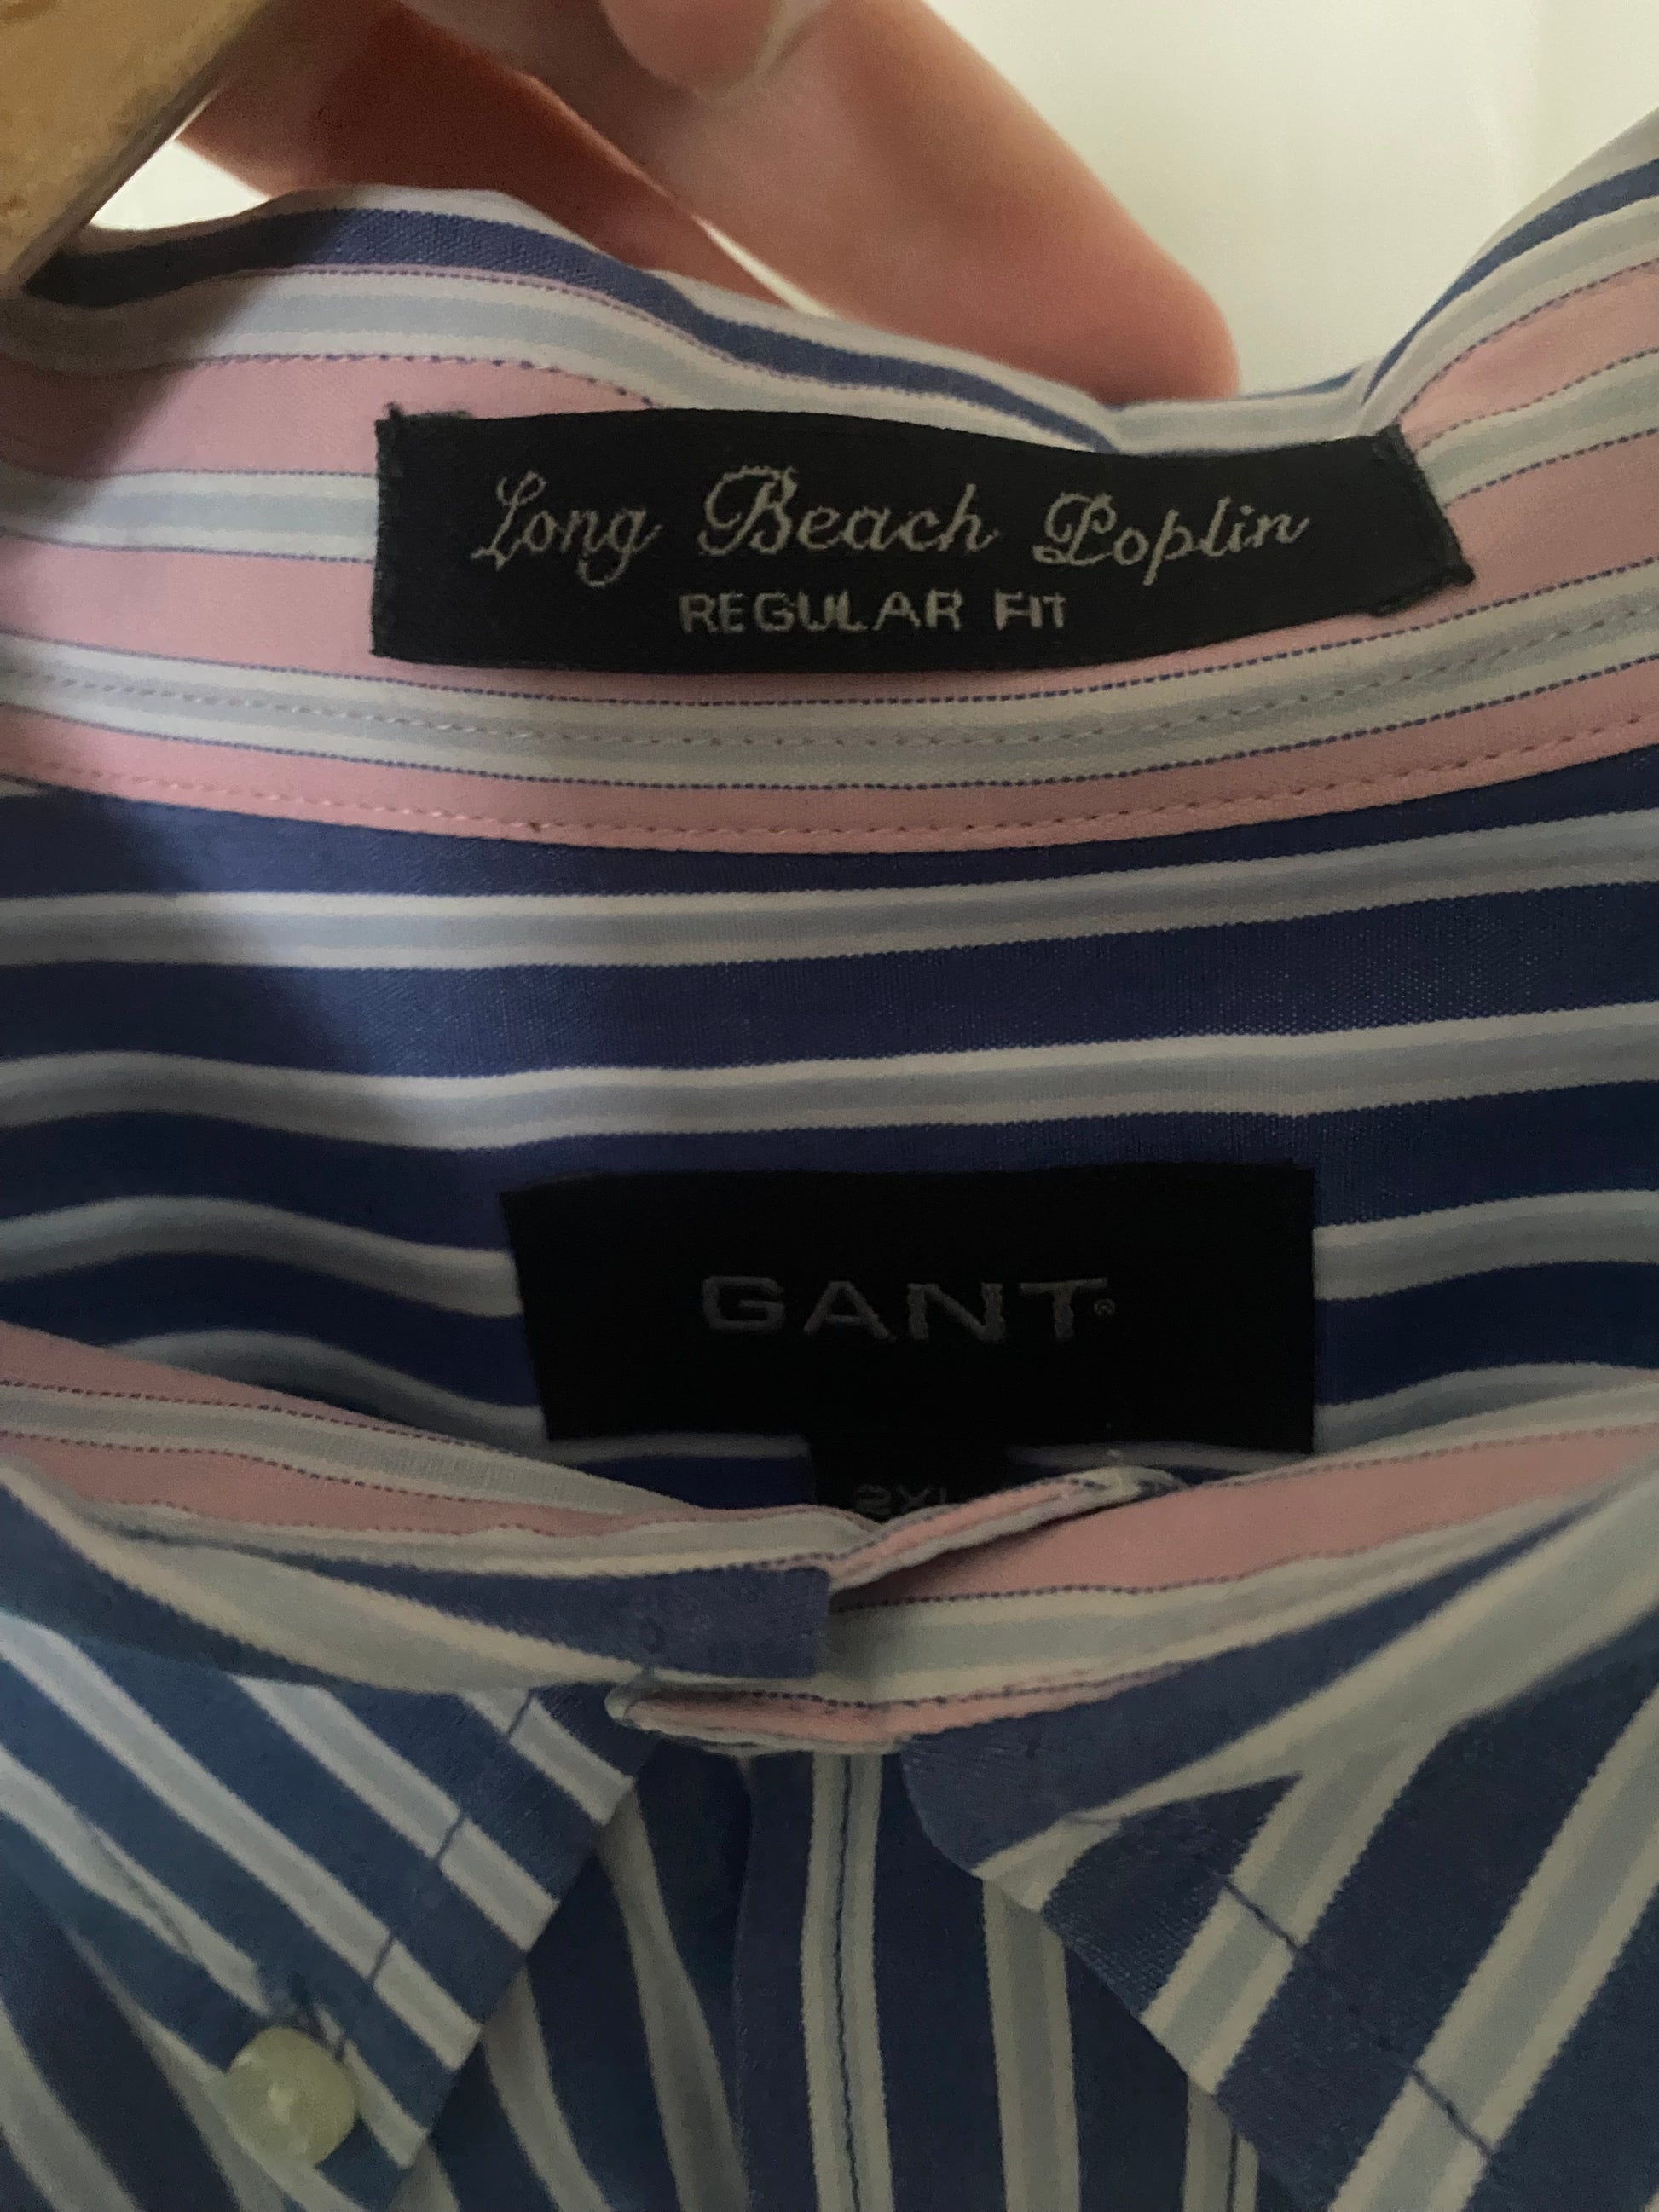 Long Beach Poplin
REGULAR FIT
GANT®
2XL